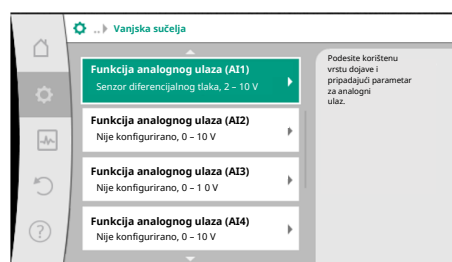 ..
Vanjska sučelja
Funkcija analognog ulaza (AI1)
Senzor diferencijalnog tlaka, 2 – 10 V
Funkcija analognog ulaza (AI2)
Nije konfigurirano, 0 – 10 V
Funkcija analognog ulaza (AI3)
Nije konfigurirano, 0 – 1 0 V
Funkcija analognog ulaza (AI4)
Nije konfigurirano, 0 – 10 V
Podesite korištenu
vrstu dojave i
pripadajući parametar
za analogni
ulaz.
?